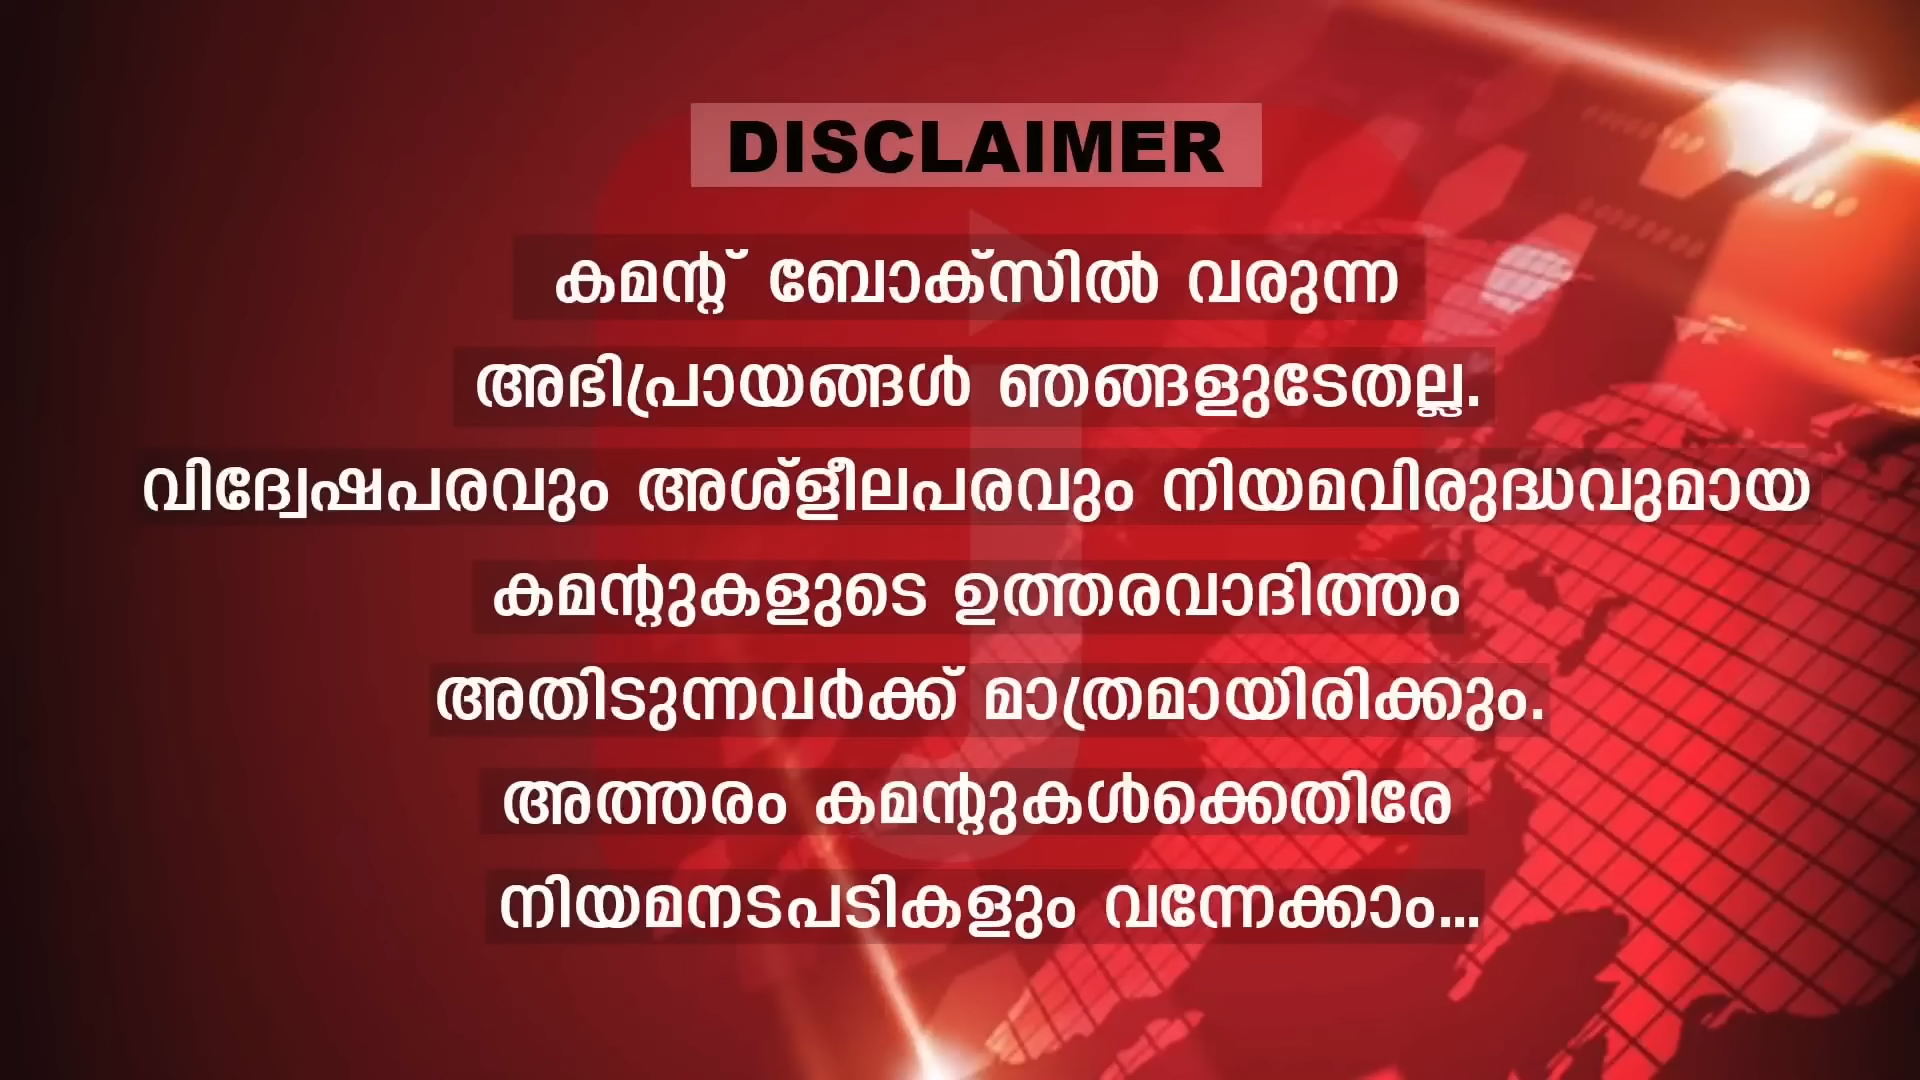 DISCLAIMER
കമന്റ് ബോക്സിൽ വരുന്ന
അഭിപ്രായങ്ങൾ ഞങ്ങളുടേതല്ല.
വിദ്വേഷപരവും അശ്ളീലപരവും നിയമവിരുദ്ധവുമായ
കമന്റുകളുടെ ഉത്തരവാദിത്തം
അതിടുന്നവർക്ക് മാത്രമായിരിക്കും.
അത്തരം കമന്റുകൾക്കെതിരേ
നിയമനടപടികളും വന്നേക്കാം...